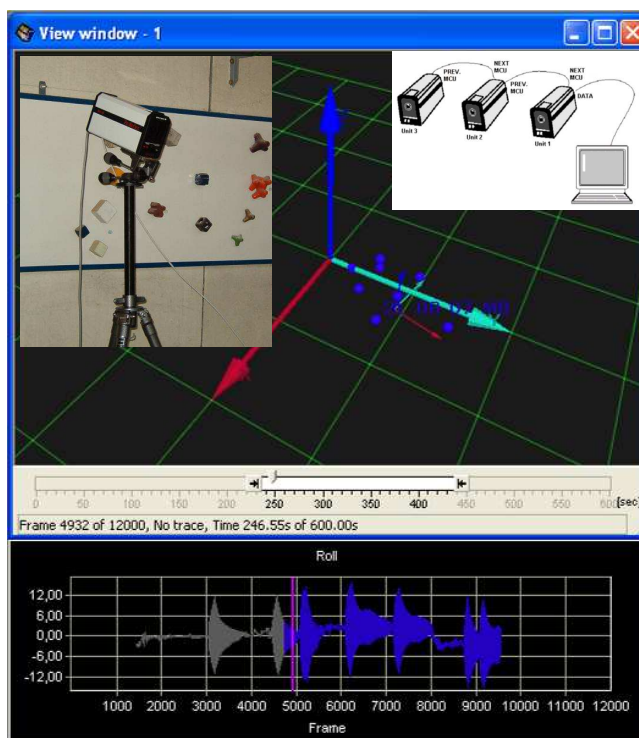 View window - 1
NEXT
MCU
NEXT
MCU
PREV.
MCU
PREV.
MCU
DATA
Unit 3
Unit 2
Unit 1
0 50 100 150 200 250 300 350 400 450 500 550 600 [sec]
Frame 4932 of 12000, No trace, Time 246.55s of 600.00s
Roll
12,00
6,00
0,00
-6,00
-12,00
1000 2000 3000 4000 5000 6000 7000 8000 9000 10000 11000 12000
Frame